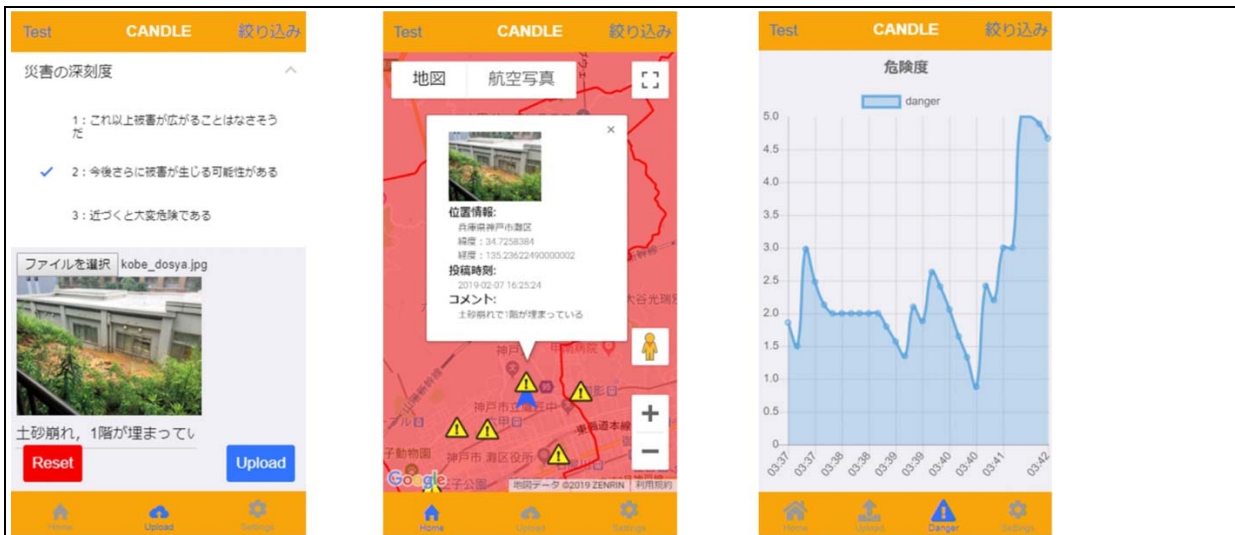 Test CANDLE 絞り込み
災害の深刻度
1：これ以上被害が広がることはなさそう
だ
2：今後さらに被害が生じる可能性がある
3：近づくと大変危険である
ファイルを選択 kobe_dosya.jpg
土砂崩れ，1階が埋まってい
Reset Upload
Home Upload Settings
Test CANDLE 絞り込み
地図 航空写真
位置情報:
兵庫県神戸市灘区
緯度：34.7258384
経度：135.23622490000002
投稿時刻:
2019-02-07 16:25:24
コメント:
土砂崩れで1階が埋まっている
神戸市 灘区役所
Google
地図データ ©2019 ZENRIN 利用規約
Home Upload Settings
Test CANDLE 絞り込み
危険度
danger
5.0
4.5
4.0
3.5
3.0
2.5
2.0
1.5
1.0
0.5
0
03:37 03:37 03:38 03:38 03:39 03:39 03:40 03:40 03:41 03:42
Home Upload Danger Settings